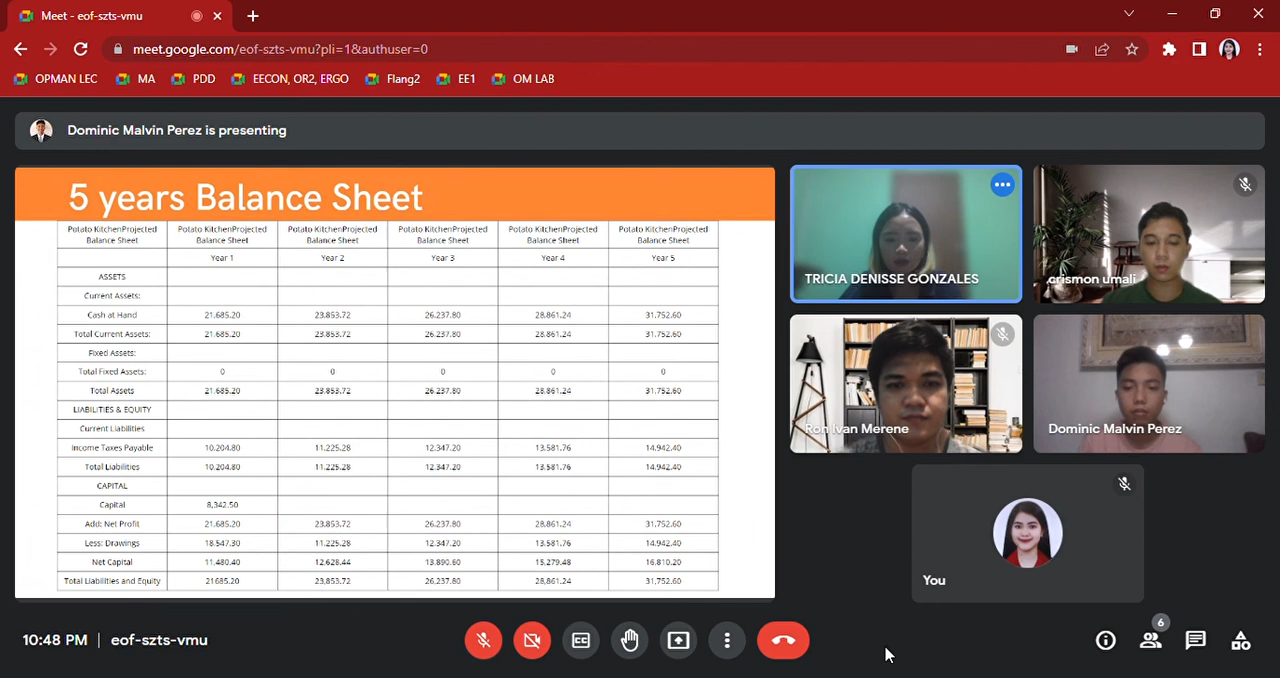 Meet - eof-szts-vmu
meet.google.com/eof-szts-vmu?pli=1&authuser=0
OPMAN LEC MA PDD EECON, OR2, ERGO Flang2 EE1 OM LAB
Dominic Malvin Perez is presenting
5 years Balance Sheet
Potato KitchenProjected Balance Sheet Potato KitchenProjected Balance Sheet Potato KitchenProjected Balance Sheet Potato KitchenProjected Balance Sheet Potato KitchenProjected Balance Sheet Potato KitchenProjected Balance Sheet
Year 1 Year 2 Year 3 Year 4 Year 5
ASSETS
Current Assets:
Cash at Hand 21,685.20 23,853.72 26,237.80 28,861.24 31,752.60
Total Current Assets: 21,685.20 23,853.72 26,237.80 28,861.24 31,752.60
Fixed Assets:
Total Fixed Assets: 0 0 0 0 0
Total Assets 21,685.20 23,853.72 26,237.80 28,861.24 31,752.60
LIABILITIES & EQUITY
Current Liabilities
Income Taxes Payable 10,204.80 11,225.28 12,347.20 13,581.76 14,942.40
Total Liabilities 10,204.80 11,225.28 12,347.20 13,581.76 14,942.40
CAPITAL
Capital 8,342.50
Add: Net Profit 21,685.20 23,853.72 26,237.80 28,861.24 31,752.60
Less: Drawings 18,547.30 11,225.28 12,347.20 13,581.76 14,942.40
Net Capital 11,480.40 12,628.44 13,890.60 15,279.48 16,810.20
Total Liabilities and Equity 21685.20 23,853.72 26,237.80 28,861.24 31,752.60
TRICIA DENISSE GONZALES
crismon umali
Ron Ivan Merene
Dominic Malvin Perez
You
10:48 PM | eof-szts-vmu
CC
6